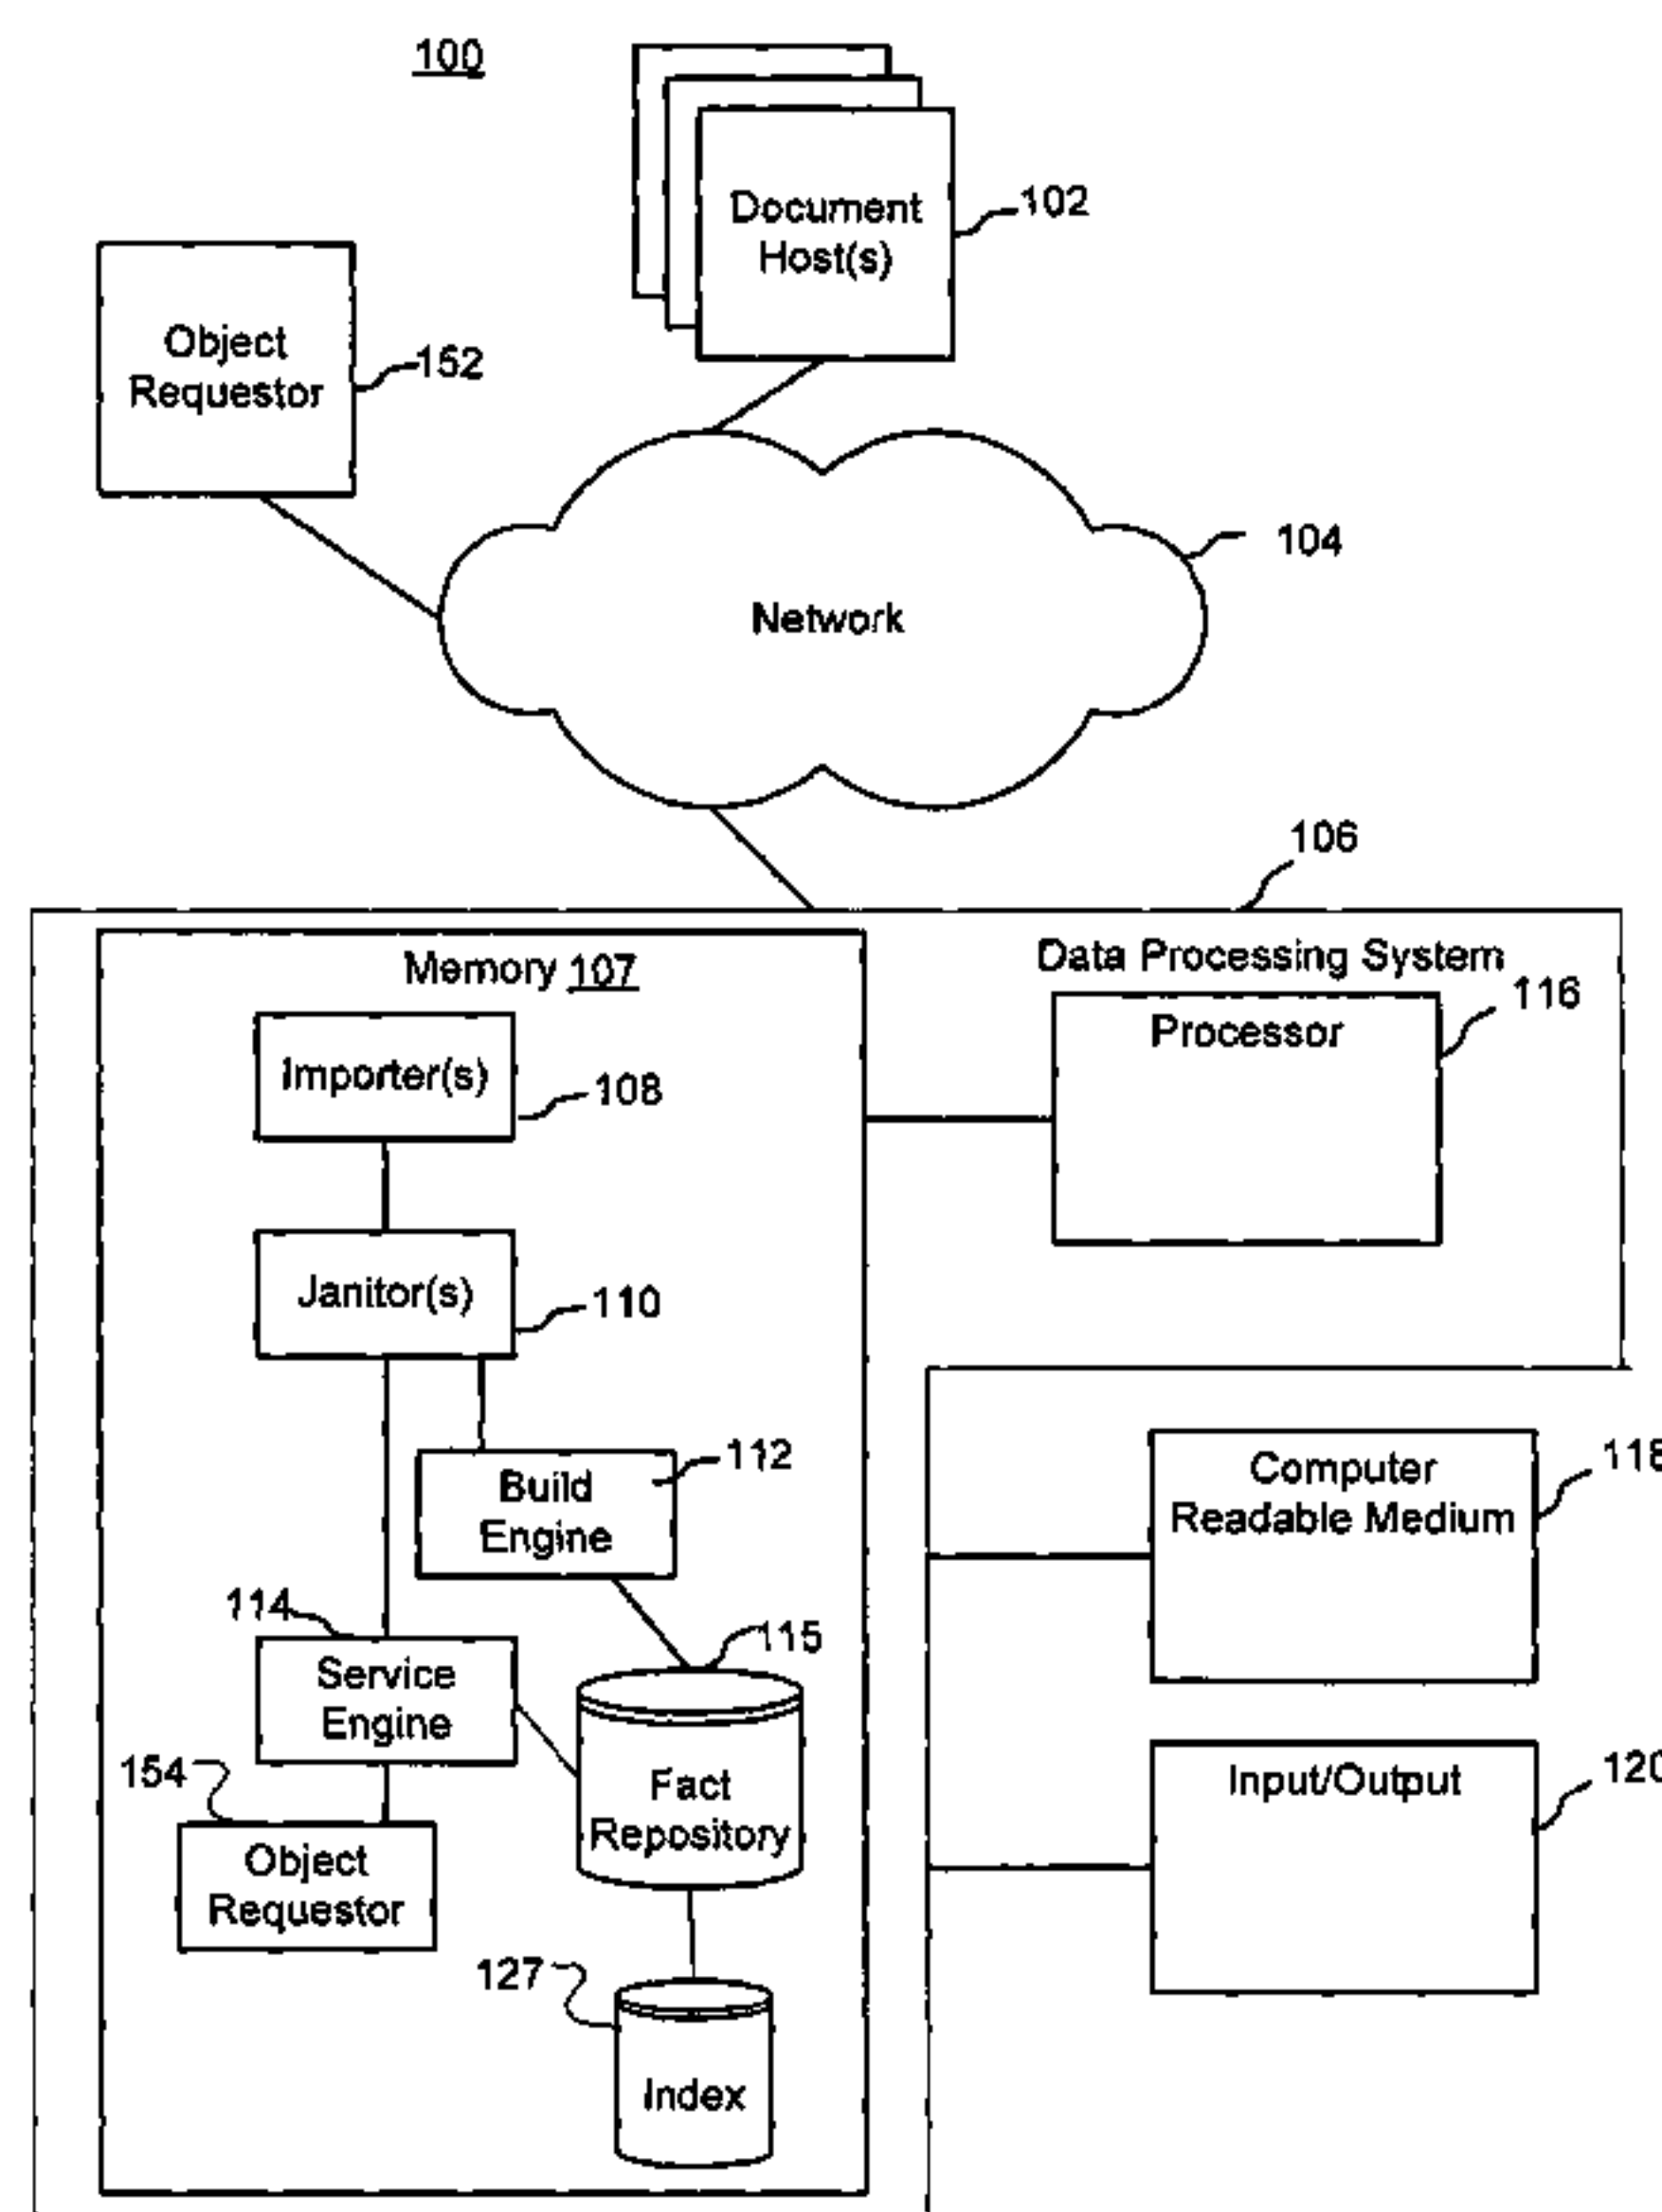 100
Document
Host(s)
102
Object
Requestor
152
104
Network
106
Memory 107
Data Processing System
116
Processor
Importer(s)
108
Janitor(s)
110
112
Build
Engine
Computer
Readable Medium
118
114
115
Service
Engine
154
Fact
Repository
Input/Output
120
Object
Requestor
127
Index